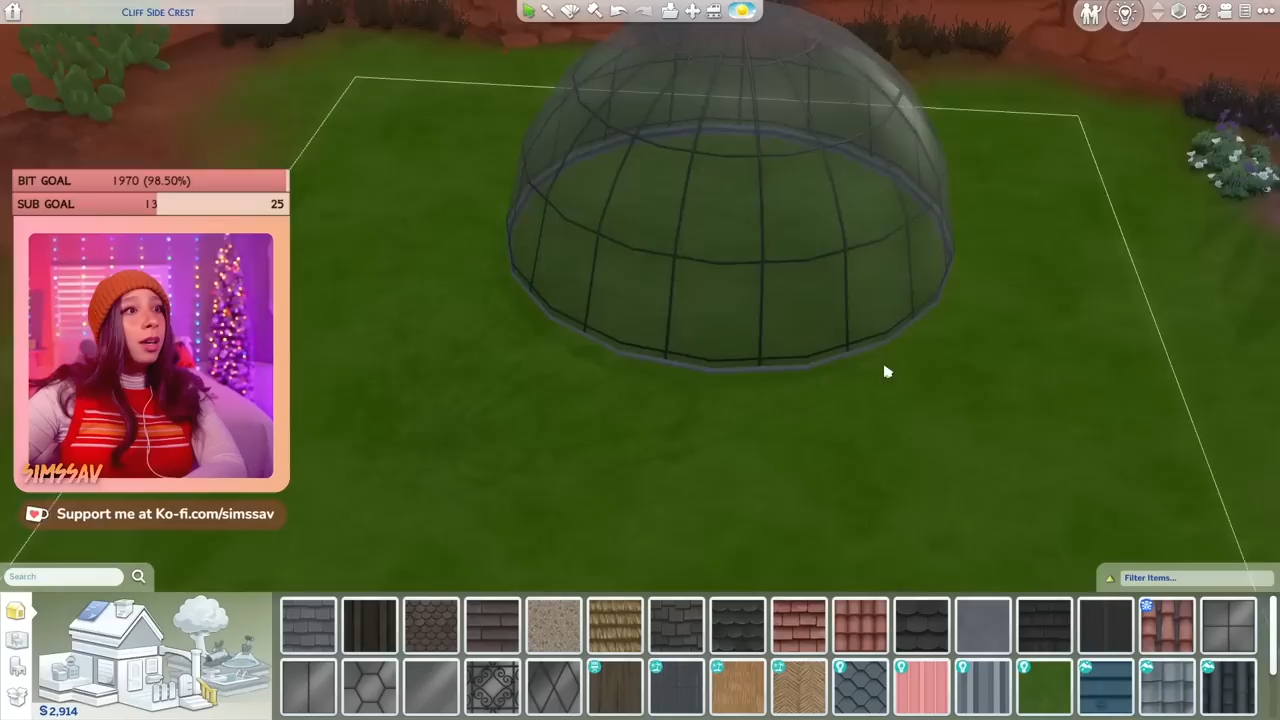 CLIFF SIDE CREST
BIT GOAL 1970 (98.50%)
SUB GOAL 13 25
SIMSSAV
Support me at Ko-fi.com/simssav
Search
Filter Items...
$2,914